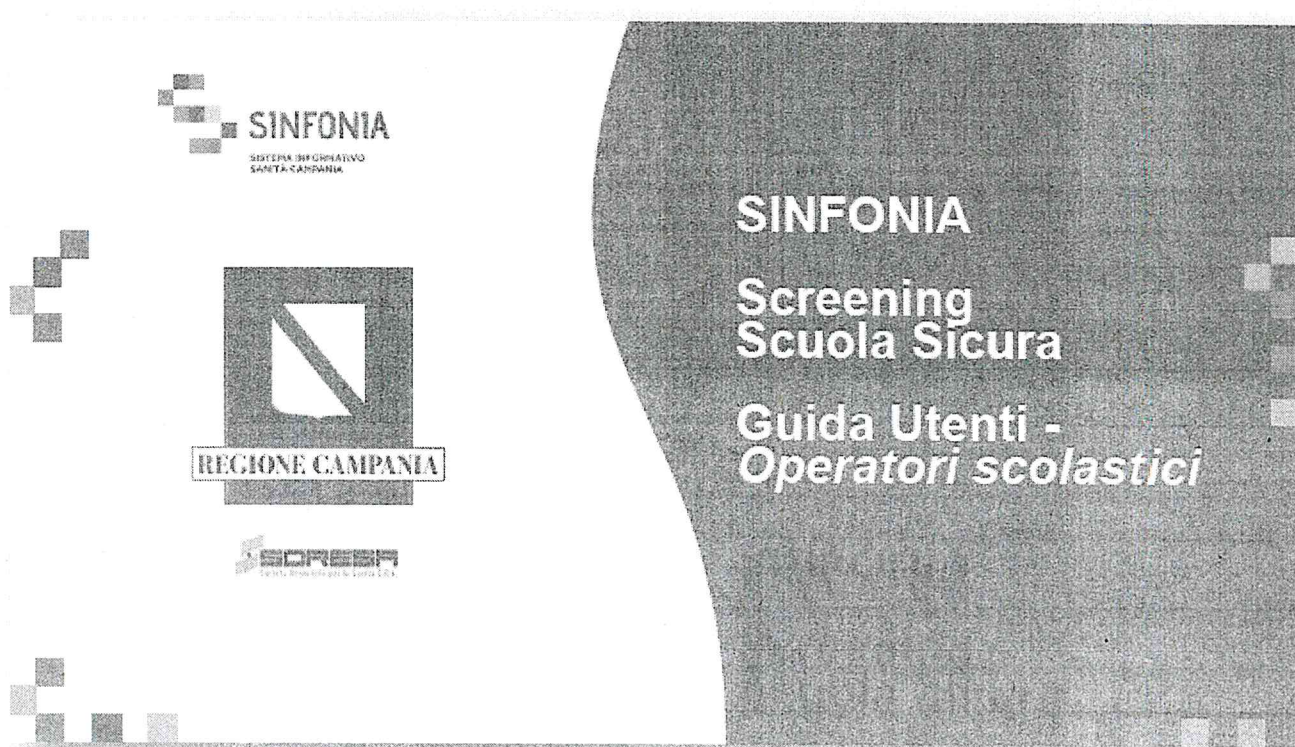 SINFONIA
SISTEMA INFORMATIVO
SANITÀ CAMPANIA
REGIONE CAMPANIA
SORESA
SINFONIA
Screening
Scuola Sicura
Guida Utenti -
Operatori scolastici